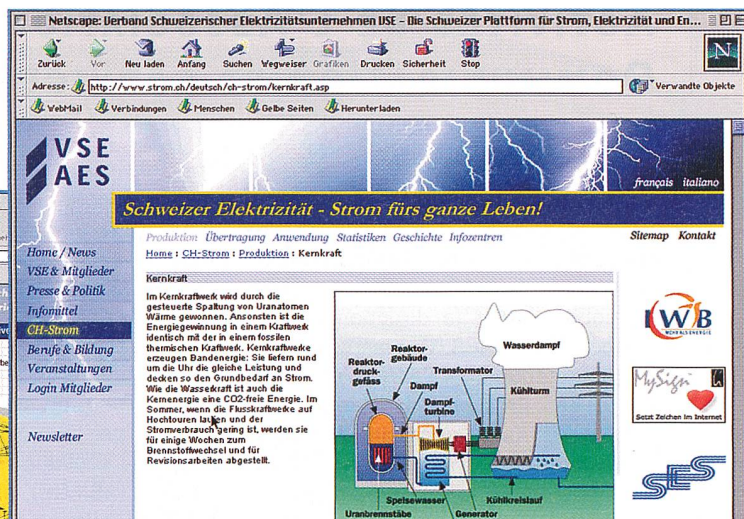 Netscape: Verband Schweizerischer Elektrizitätsunternehmen VSE - Die Schweizer Plattform für Strom, Elektrizität und En...
Zurück Vor Neu laden Anfang Suchen Wegweiser Grafiken Drucken Sicherheit Stop
N
Adresse: http://www.strom.ch/deutsch/ch-strom/kernkraft.asp Verwandte Objekte
WebMail Verbindungen Menschen Gelbe Seiten Herunterladen
VSE
AES
français italiano
Schweizer Elektrizität - Strom fürs ganze Leben!
Produktion Übertragung Anwendung Statistiken Geschichte Infozentren
Sitemap Kontakt
Home : CH-Strom : Produktion : Kernkraft
Home / News
VSE & Mitglieder
Presse & Politik
Infomittel
CH-Strom
Berufe & Bildung
Veranstaltungen
Login Mitglieder
Newsletter
Kernkraft
Im Kernkraftwerk wird durch die
gesteuerte Spaltung von Uranatomen
Wärme gewonnen. Ansonsten ist die
Energiegewinnung in einem Kraftwerk
identisch mit der in einem fossilen
thermischen Kraftwerk. Kernkraftwerke
erzeugen Bandenergie: Sie liefern rund
um die Uhr die gleiche Leistung und
decken so den Grundbedarf an Strom.
Wie die Wasserkraft ist auch die
Kernenergie eine CO2-freie Energie. Im
Sommer, wenn die Flusskraftwerke auf
Hochtouren laufen und der
Stromverbrauch gering ist, werden sie
für einige Wochen zum
Brennstoffwechsel und für
Revisionsarbeiten abgestellt.
Wasserdampf
Reaktor-
gebäude
Reaktor-
druck-
gefäss
Transformator
Dampf
Kühlturm
Dampf-
turbine
Speisewasser
Kühlkreislauf
Uranbrennstäbe
Generator
IWB
MySign
Setzt Zeichen im Internet
SES